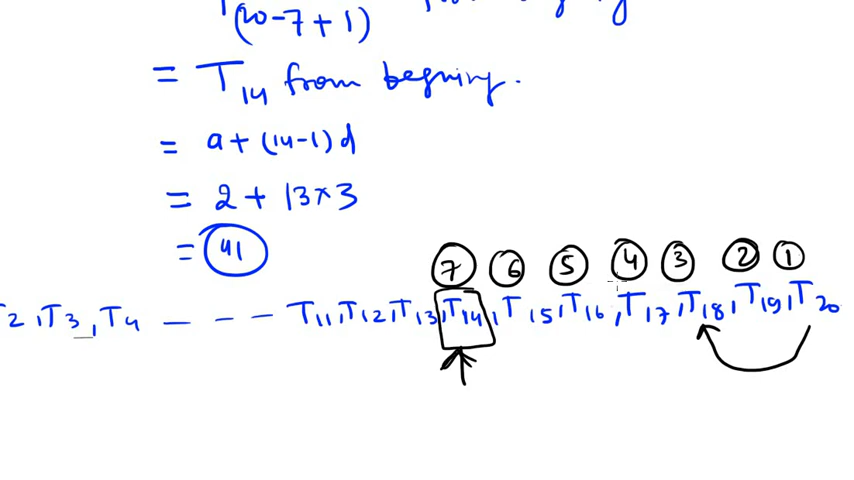 (20-7+1)
= T14 from begning.
= a + (14-1)d
= 2 + 13×3
= 41
7 6 5 4 3 2 1
2, T3, T4 - - - T11, T12, T13, T14, T15, T16, T17, T18, T19, T20